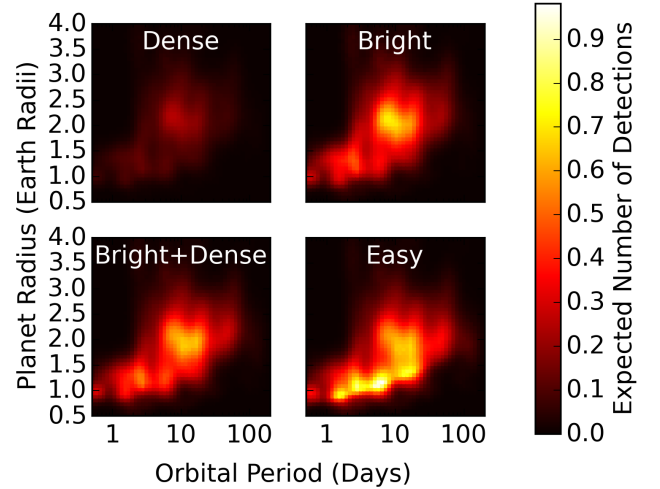 4.0
3.5
3.0
2.5
2.0
1.5
1.0
0.5
Dense
Bright
4.0
3.5
3.0
2.5
2.0
1.5
1.0
0.5
Bright+Dense
Easy
1 10 100
1 10 100
Planet Radius (Earth Radii)
Orbital Period (Days)
0.9
0.8
0.7
0.6
0.5
0.4
0.3
0.2
0.1
0.0
Expected Number of Detections